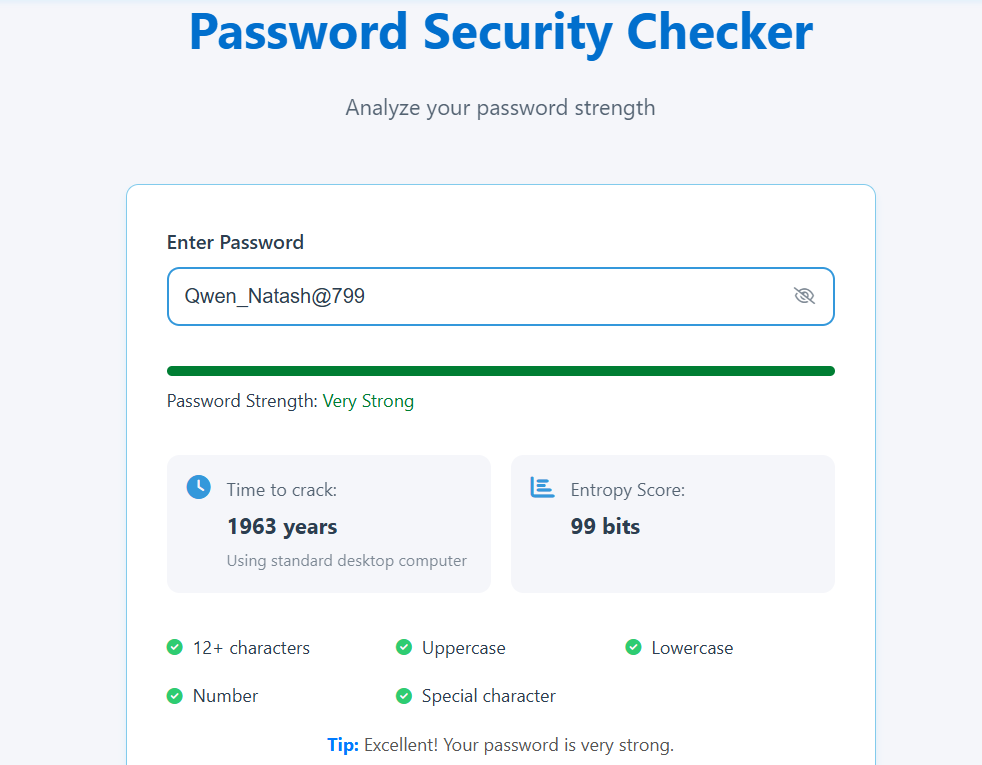 Password Security Checker
Analyze your password strength
Enter Password
Qwen_Natash@799
Password Strength: Very Strong
Time to crack:
1963 years
Using standard desktop computer
Entropy Score:
99 bits
12+ characters
Uppercase
Lowercase
Number
Special character
Tip: Excellent! Your password is very strong.